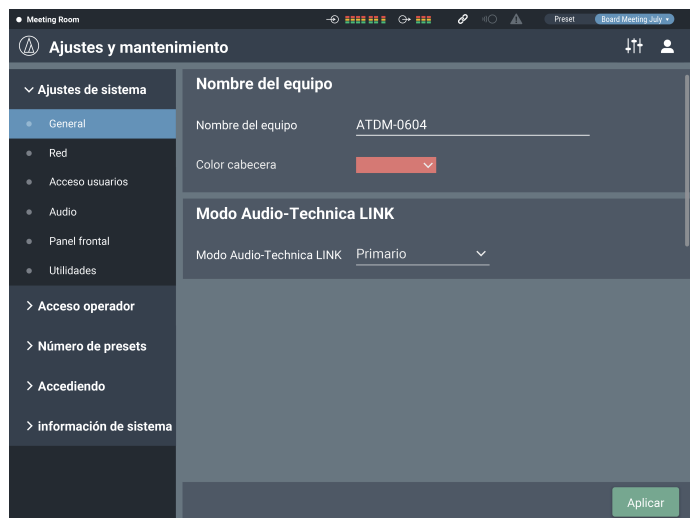 Meeting Room
Preset
Board Meeting July
Ajustes y mantenimiento
Ajustes de sistema
General
Red
Acceso usuarios
Audio
Panel frontal
Utilidades
Acceso operador
Número de presets
Accediendo
información de sistema
Nombre del equipo
Nombre del equipo ATDM-0604
Color cabecera
Modo Audio-Technica LINK
Modo Audio-Technica LINK Primario
Aplicar